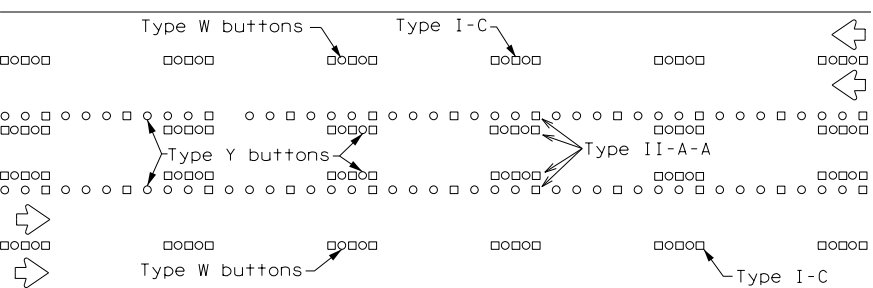 Type W buttons
Type I-C
Type Y buttons
Type II-A-A
Type W buttons
Type I-C